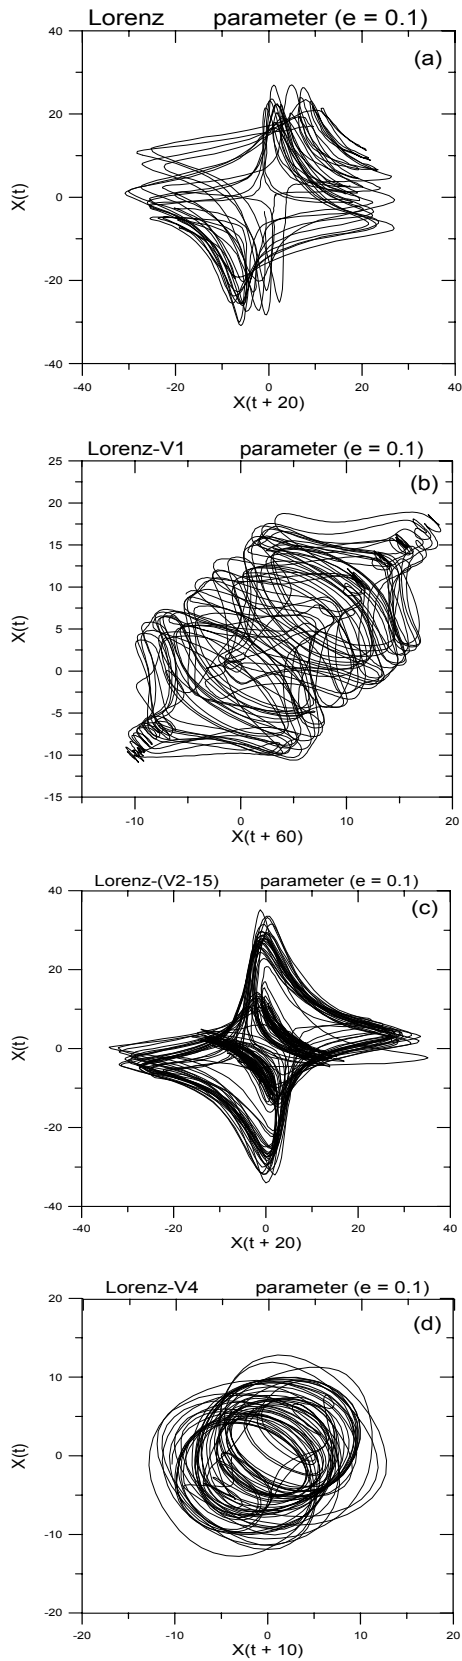 Lorenz parameter (e = 0.1)
(a)
40
20
0
-20
-40
X(t)
-40 -20 0 20 40
X(t + 20)
Lorenz-V1 parameter (e = 0.1)
(b)
25
20
15
10
5
0
-5
-10
-15
X(t)
-10 0 10 20
X(t + 60)
Lorenz-(V2-15) parameter (e = 0.1)
(c)
40
20
0
-20
-40
X(t)
-40 -20 0 20 40
X(t + 20)
Lorenz-V4 parameter (e = 0.1)
(d)
20
10
0
-10
-20
X(t)
-20 -10 0 10 20
X(t + 10)